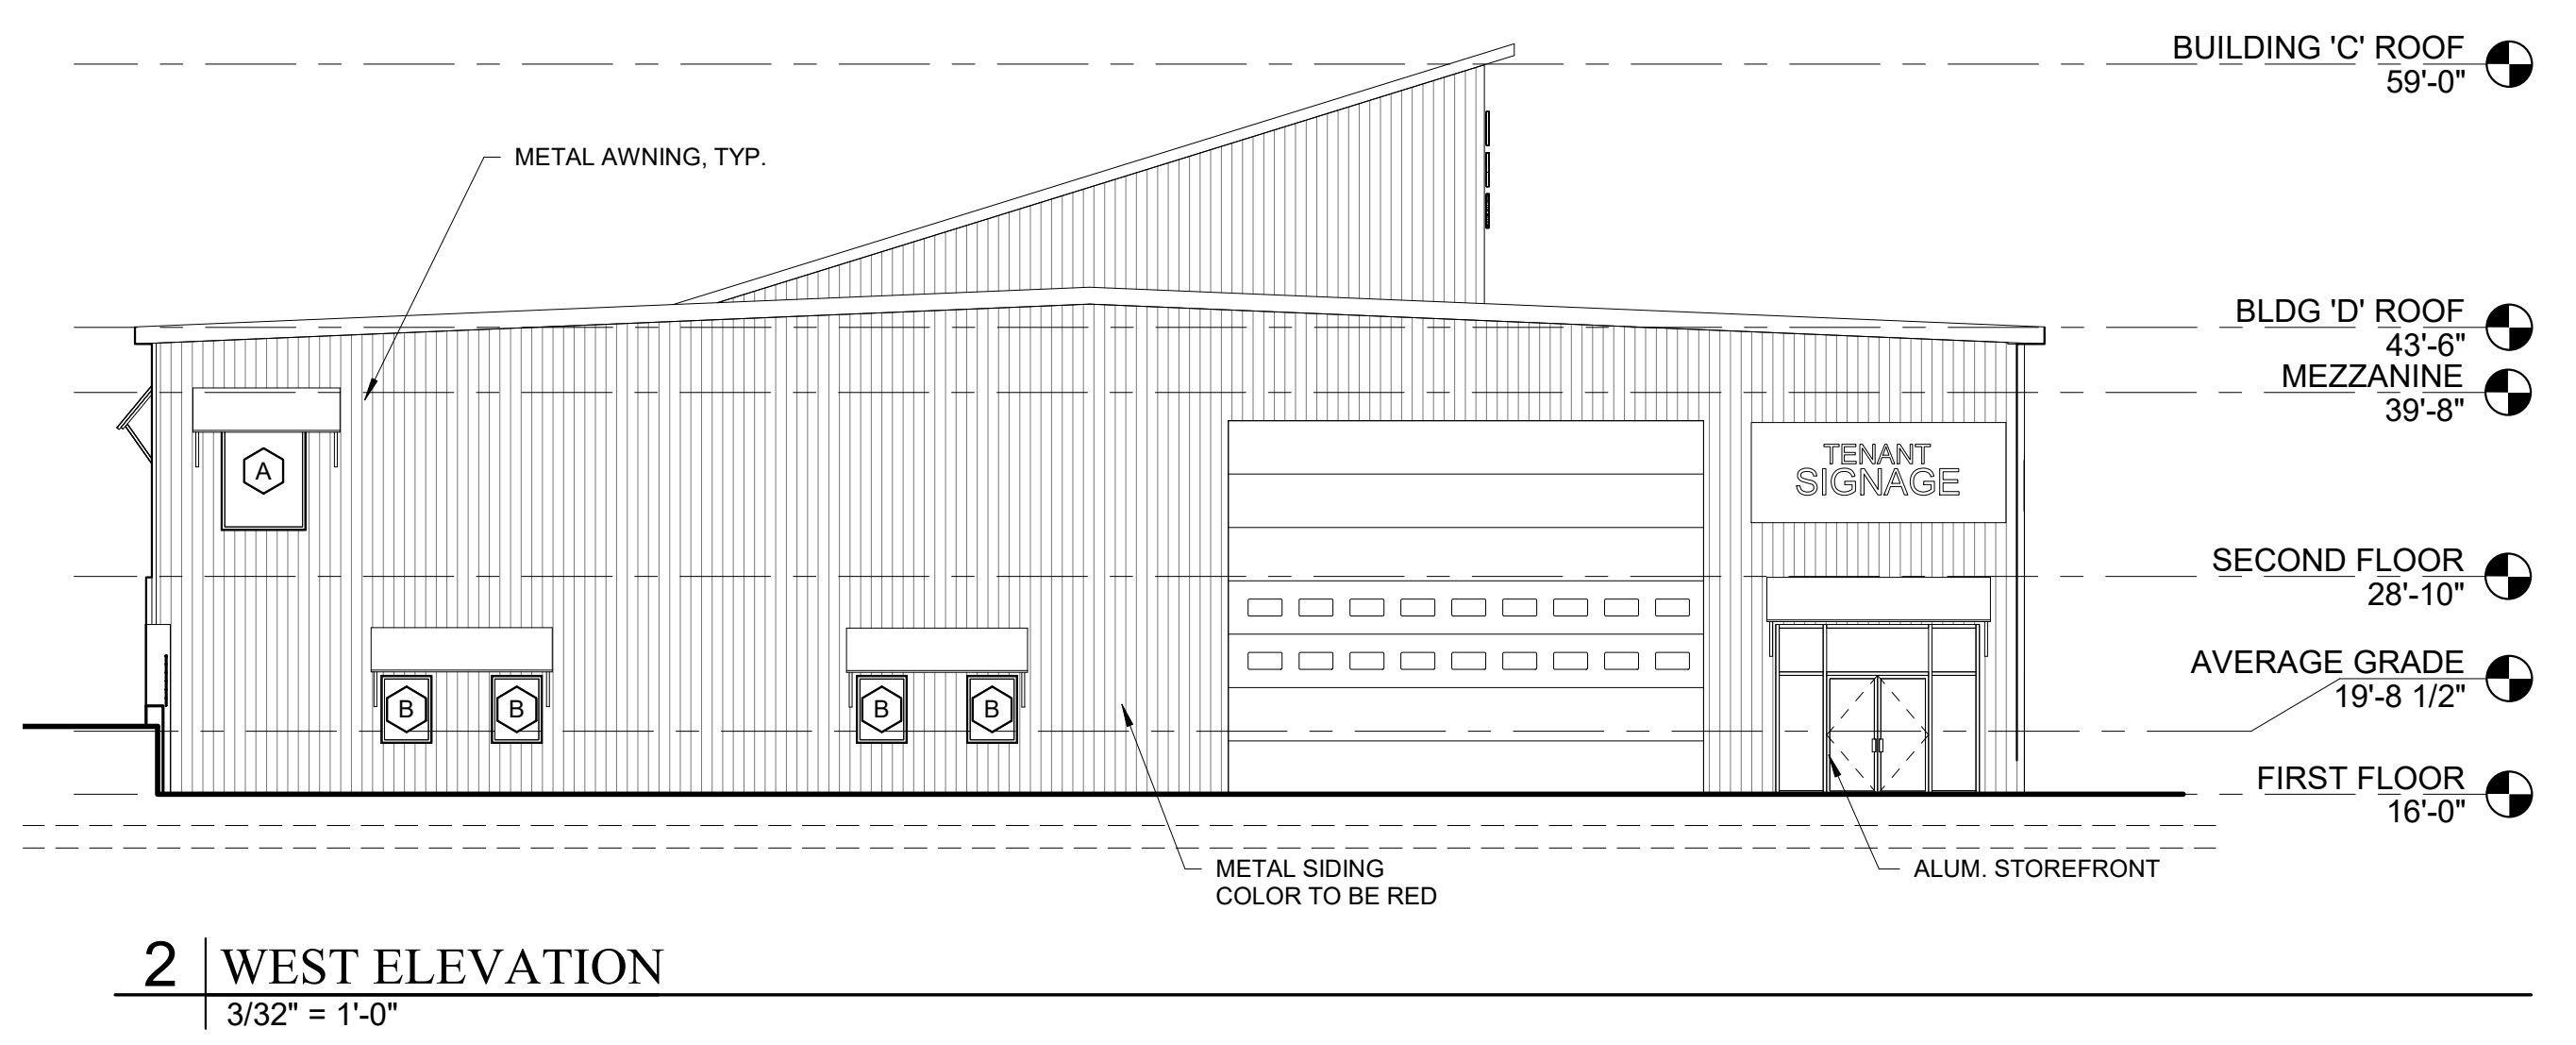 BUILDING 'C' ROOF
59'-0"
METAL AWNING, TYP.
BLDG 'D' ROOF
43'-6"
MEZZANINE
39'-8"
A
TENANT
SIGNAGE
SECOND FLOOR
28'-10"
AVERAGE GRADE
19'-8 1/2"
B B B B
FIRST FLOOR
16'-0"
METAL SIDING
COLOR TO BE RED
ALUM. STOREFRONT
2 WEST ELEVATION
3/32" = 1'-0"